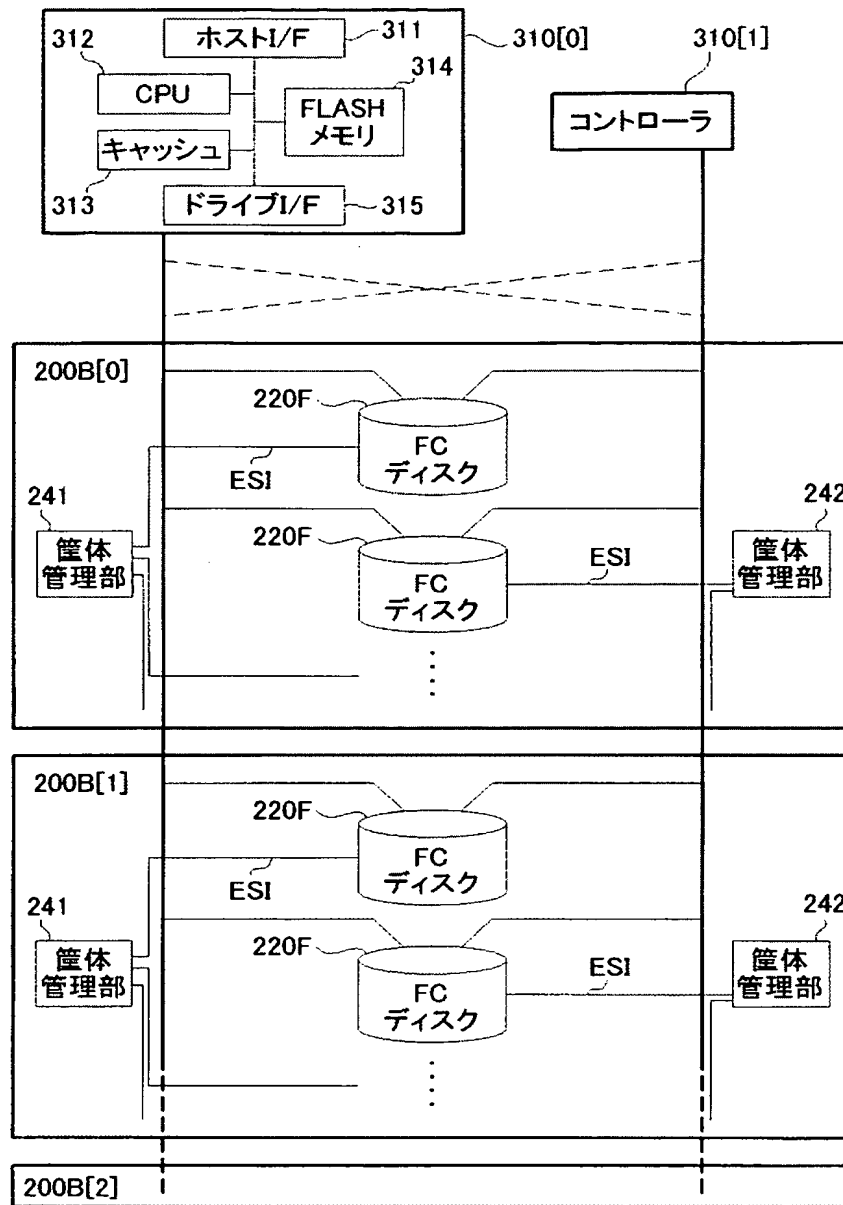 312
ホストI/F
311
310[0]
310[1]
CPU
314
FLASH
メモリ
コントローラ
キャッシュ
313
ドライブI/F
315
200B[0]
220F
FC
ディスク
ESI
241
筐体
管理部
220F
FC
ディスク
ESI
242
筐体
管理部
200B[1]
220F
FC
ディスク
ESI
241
筐体
管理部
220F
FC
ディスク
ESI
242
筐体
管理部
200B[2]